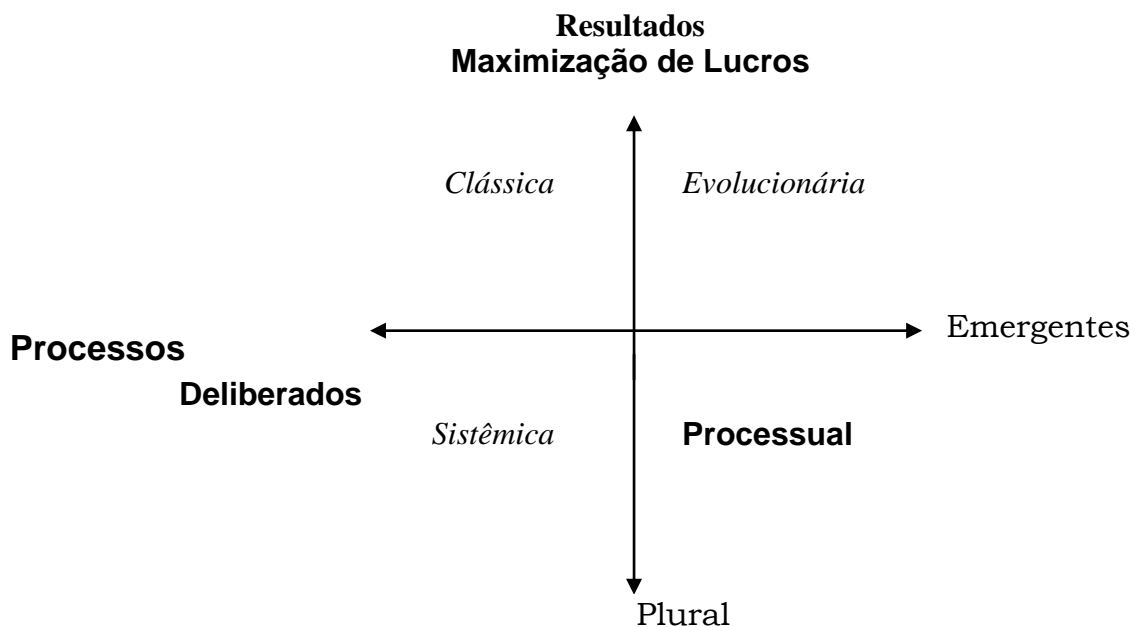 Resultados
Maximização de Lucros
Clássica
Evolucionária
Emergentes
Processos
Deliberados
Sistêmica
Processual
Plural